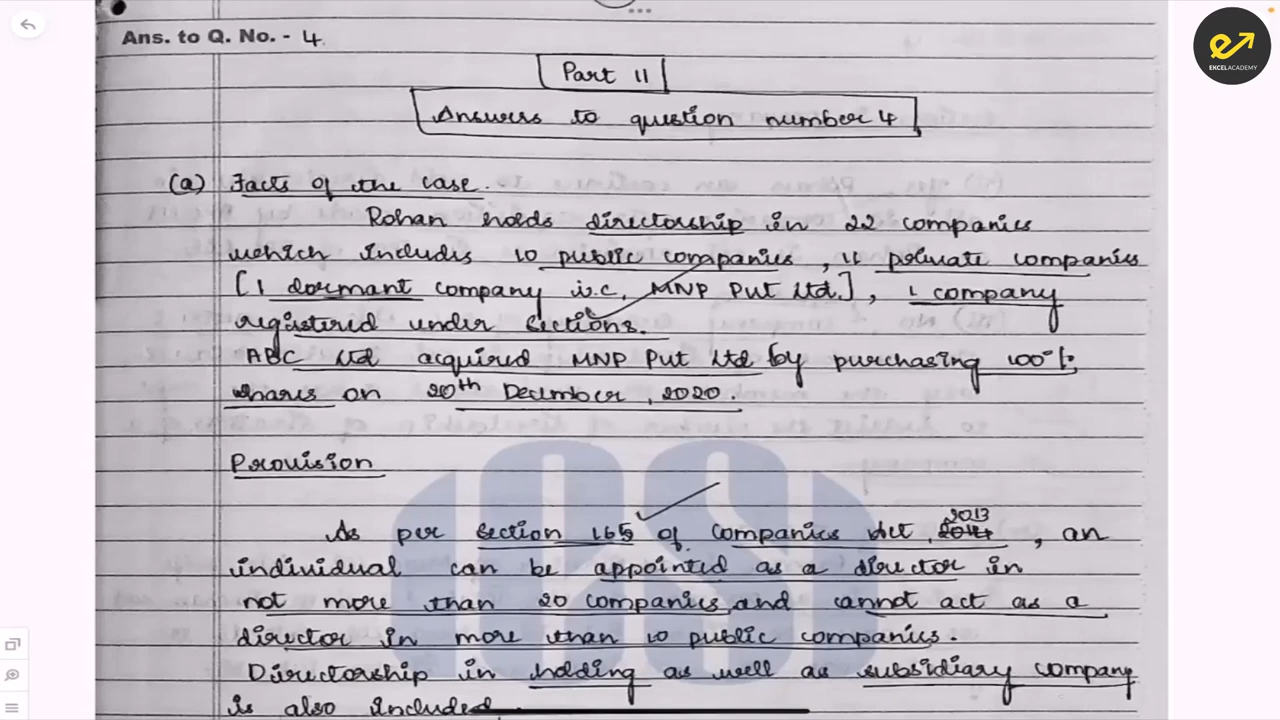 Ans. to Q. No. - 4.
Part 11
Answers to question number 4
(a) Facts of the case.
Rohan holds directorship in 22 companies
which includes 10 public companies, 11 private companies
[1 dormant company i.e, MNP Pvt Ltd.], 1 company
registered under sections.
ABC Ltd acquired MNP Pvt Ltd by purchasing 100%
shares on 20th December, 2020.
Provision
2013
As per section 165 of companies Act, 2014, an
individual can be appointed as a director in
not more than 20 companies, and cannot act as a
director in more than 10 public companies.
Directorship in holding as well as subsidiary company
is also included.
EKCELACADEMY